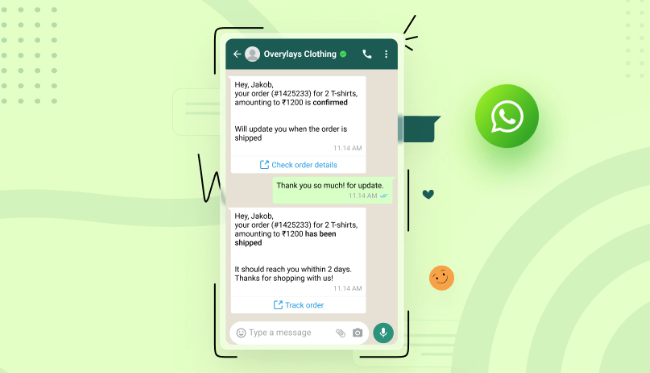 Overylays Clothing
Hey, Jakob,
your order (#1425233) for 2 T-shirts,
amounting to ₹1200 is confirmed
Will update you when the order is
shipped
11.14 AM
Check order details
Thank you so much! for update.
11.14 AM
Hey, Jakob,
your order (#1425233) for 2 T-shirts,
amounting to ₹1200 has been
shipped
It should reach you whithin 2 days.
Thanks for shopping with us!
11.14 AM
Track order
Type a message